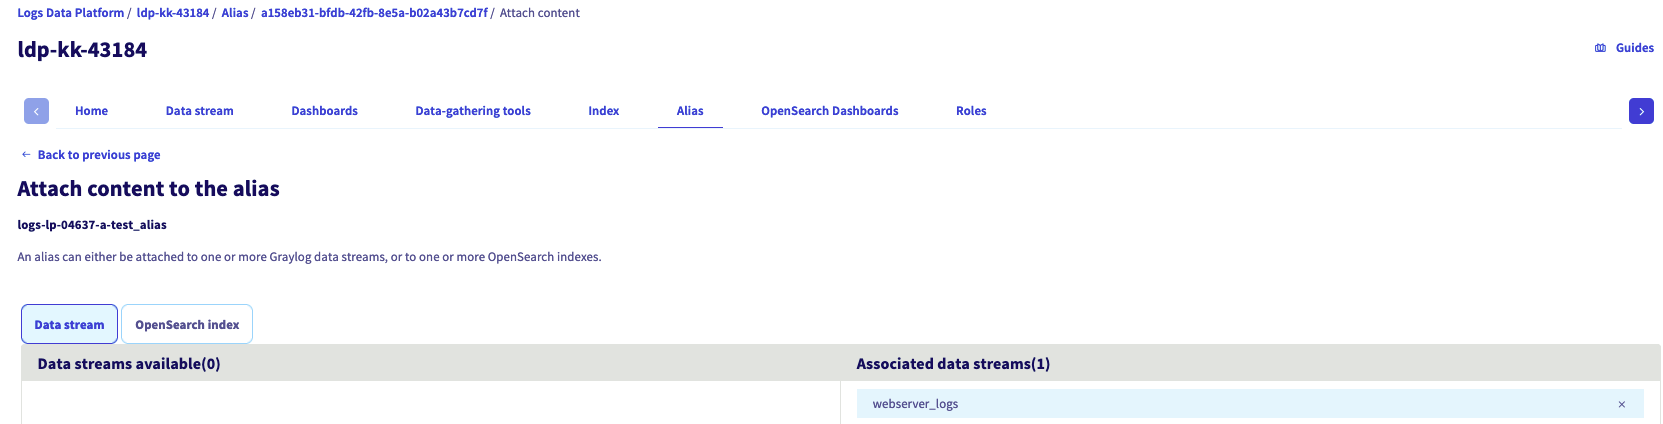 Logs Data Platform / ldp-kk-43184 / Alias / a158eb31-bfdb-42fb-8e5a-b02a43b7cd7f / Attach content
ldp-kk-43184
Guides
Home Data stream Dashboards Data-gathering tools Index Alias OpenSearch Dashboards Roles
← Back to previous page
Attach content to the alias
logs-lp-04637-a-test_alias
An alias can either be attached to one or more Graylog data streams, or to one or more OpenSearch indexes.
Data stream OpenSearch index
Data streams available(0) Associated data streams(1)
webserver_logs ×